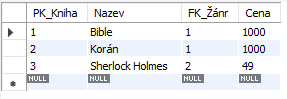 PK_Kniha Nazev FK_Žánr Cena
1 Bible 1 1000
2 Korán 1 1000
3 Sherlock Holmes 2 49
NULL NULL NULL NULL